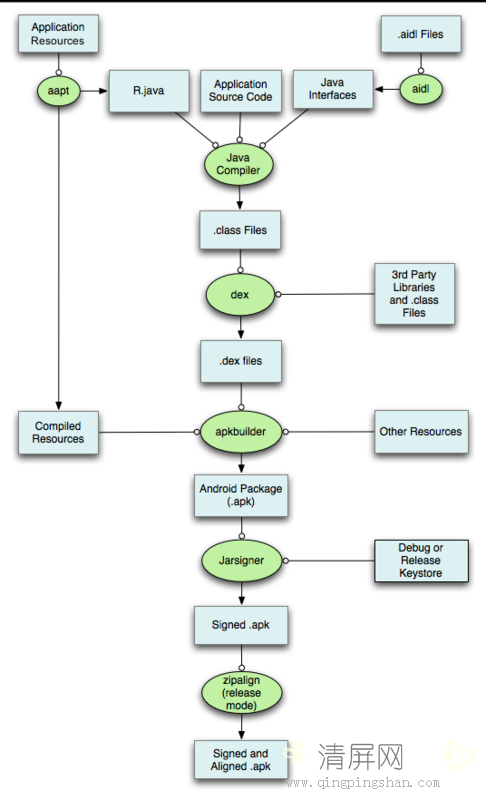 Application
Resources
.aidl Files
aapt
R.java
Application
Source Code
Java
Interfaces
aidl
Java
Compiler
.class Files
dex
3rd Party
Libraries
and .class
Files
.dex files
Compiled
Resources
apkbuilder
Other Resources
Android Package
(.apk)
Jarsigner
Debug or
Release
Keystore
Signed .apk
zipalign
(release
mode)
Signed and
Aligned .apk
清屏网
www.qingpingshan.com